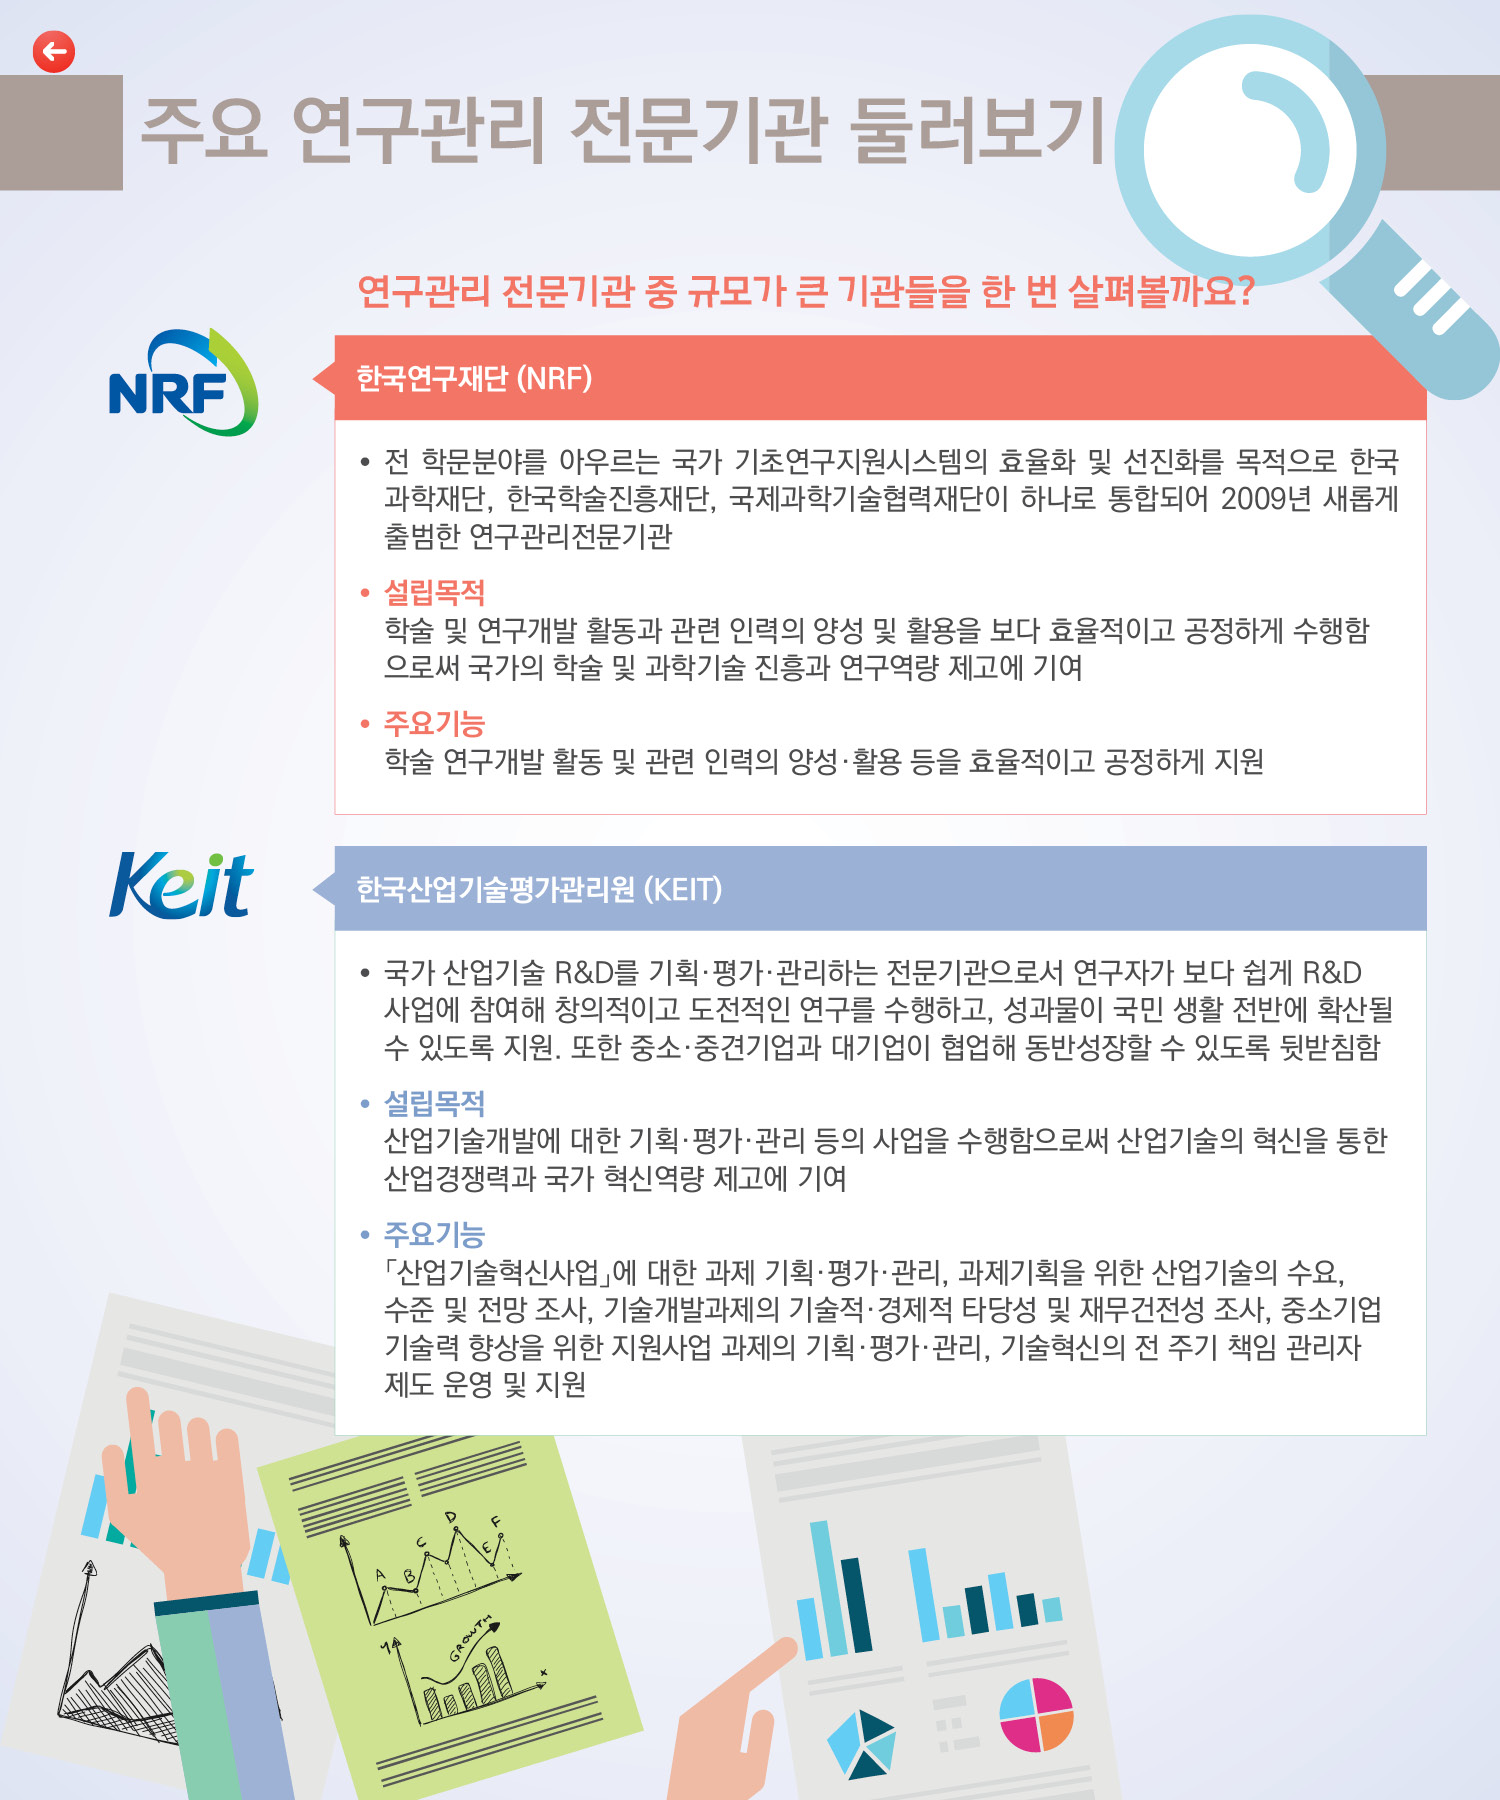 주요 연구관리 전문기관 둘러보기
연구관리 전문기관 중 규모가 큰 기관들을 한 번 살펴볼까요?
NRF
한국연구재단 (NRF)
• 전 학문분야를 아우르는 국가 기초연구지원시스템의 효율화 및 선진화를 목적으로 한국
과학재단, 한국학술진흥재단, 국제과학기술협력재단이 하나로 통합되어 2009년 새롭게
출범한 연구관리전문기관
• 설립목적
학술 및 연구개발 활동과 관련 인력의 양성 및 활용을 보다 효율적이고 공정하게 수행함
으로써 국가의 학술 및 과학기술 진흥과 연구역량 제고에 기여
• 주요기능
학술 연구개발 활동 및 관련 인력의 양성·활용 등을 효율적이고 공정하게 지원
Keit
한국산업기술평가관리원 (KEIT)
• 국가 산업기술 R&D를 기획·평가·관리하는 전문기관으로서 연구자가 보다 쉽게 R&D
사업에 참여해 창의적이고 도전적인 연구를 수행하고, 성과물이 국민 생활 전반에 확산될
수 있도록 지원. 또한 중소·중견기업과 대기업이 협업해 동반성장할 수 있도록 뒷받침함
• 설립목적
산업기술개발에 대한 기획·평가·관리 등의 사업을 수행함으로써 산업기술의 혁신을 통한
산업경쟁력과 국가 혁신역량 제고에 기여
• 주요기능
「산업기술혁신사업」에 대한 과제 기획·평가·관리, 과제기획을 위한 산업기술의 수요,
수준 및 전망 조사, 기술개발과제의 기술적·경제적 타당성 및 재무건전성 조사, 중소기업
기술력 향상을 위한 지원사업 과제의 기획·평가·관리, 기술혁신의 전 주기 책임 관리자
제도 운영 및 지원
A B C D E F
Y GROWTH x